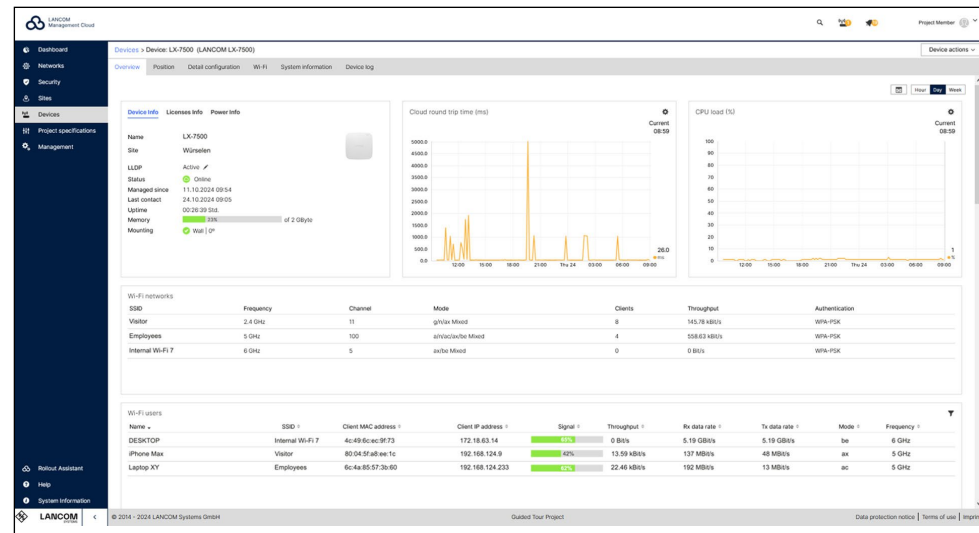 LANCOM
Management Cloud
Project Member
Dashboard
Networks
Security
Sites
Devices
Project specifications
Management
Rollout Assistant
Help
System Information
LANCOM
SYSTEMS
Devices > Device: LX-7500 (LANCOM LX-7500)
Device actions
Overview Position Detail configuration Wi-Fi System information Device log
Hour Day Week
Device Info Licenses Info Power Info
Name LX-7500
Site Würselen
LLDP Active
Status Online
Managed since 11.10.2024 09:54
Last contact 24.10.2024 09:05
Uptime 00:26:39 Std.
Memory 33% of 2 GByte
Mounting Wall | 0°
Cloud round trip time (ms)
Current
08:59
5000.0
4500.0
4000.0
3500.0
3000.0
2500.0
2000.0
1500.0
1000.0
500.0
0.0
26.0
ms
12:00 15:00 18:00 21:00 Thu 24 03:00 06:00 09:00
CPU load (%)
Current
08:59
100
90
80
70
60
50
40
30
20
10
0
1
%
12:00 15:00 18:00 21:00 Thu 24 03:00 06:00 09:00
Wi-Fi networks
SSID Frequency Channel Mode Clients Throughput Authentication
Visitor 2.4 GHz 11 g/n/ax Mixed 8 145.78 kBit/s WPA-PSK
Employees 5 GHz 100 a/n/ac/ax/be Mixed 4 558.63 kBit/s WPA-PSK
Internal Wi-Fi 7 6 GHz 5 ax/be Mixed 0 0 Bit/s WPA-PSK
Wi-Fi users
Name SSID Client MAC address Client IP address Signal Throughput Rx data rate Tx data rate Mode Frequency
DESKTOP Internal Wi-Fi 7 4c:49:6c:ec:9f:73 172.18.63.14 0 Bit/s 5.19 GBit/s 5.19 GBit/s be 6 GHz
iPhone Max Visitor 80:04:5f:a8:ee:1c 192.168.124.9 42% 13.59 kBit/s 137 MBit/s 48 MBit/s ax 5 GHz
Laptop XY Employees 6c:4a:85:57:3b:60 192.168.124.233 22.46 kBit/s 192 MBit/s 13 MBit/s ac 5 GHz
© 2014 - 2024 LANCOM Systems GmbH
Guided Tour Project
Data protection notice | Terms of use | Imprin